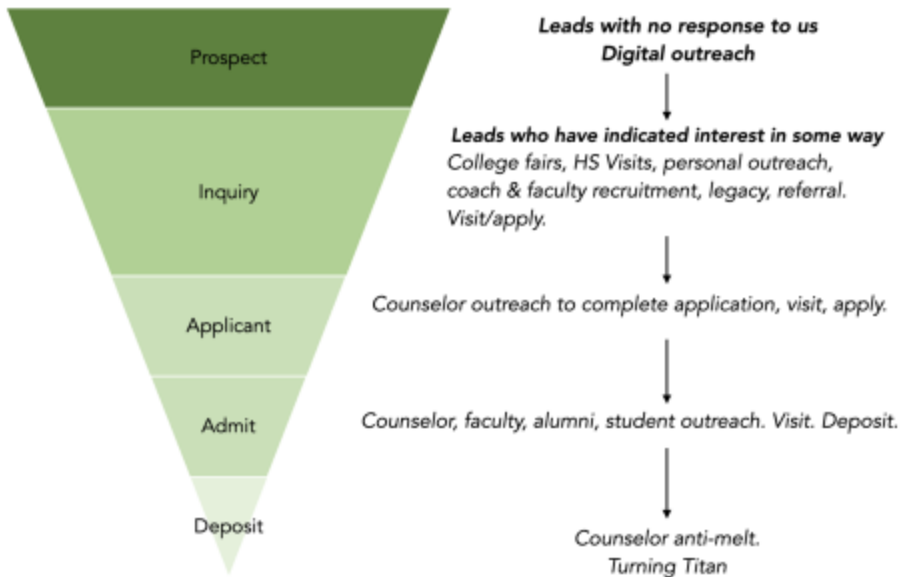 Prospect
Leads with no response to us
Digital outreach
Inquiry
Leads who have indicated interest in some way
College fairs, HS Visits, personal outreach,
coach & faculty recruitment, legacy, referral.
Visit/apply.
Applicant
Counselor outreach to complete application, visit, apply.
Admit
Counselor, faculty, alumni, student outreach. Visit. Deposit.
Deposit
Counselor anti-melt.
Turning Titan